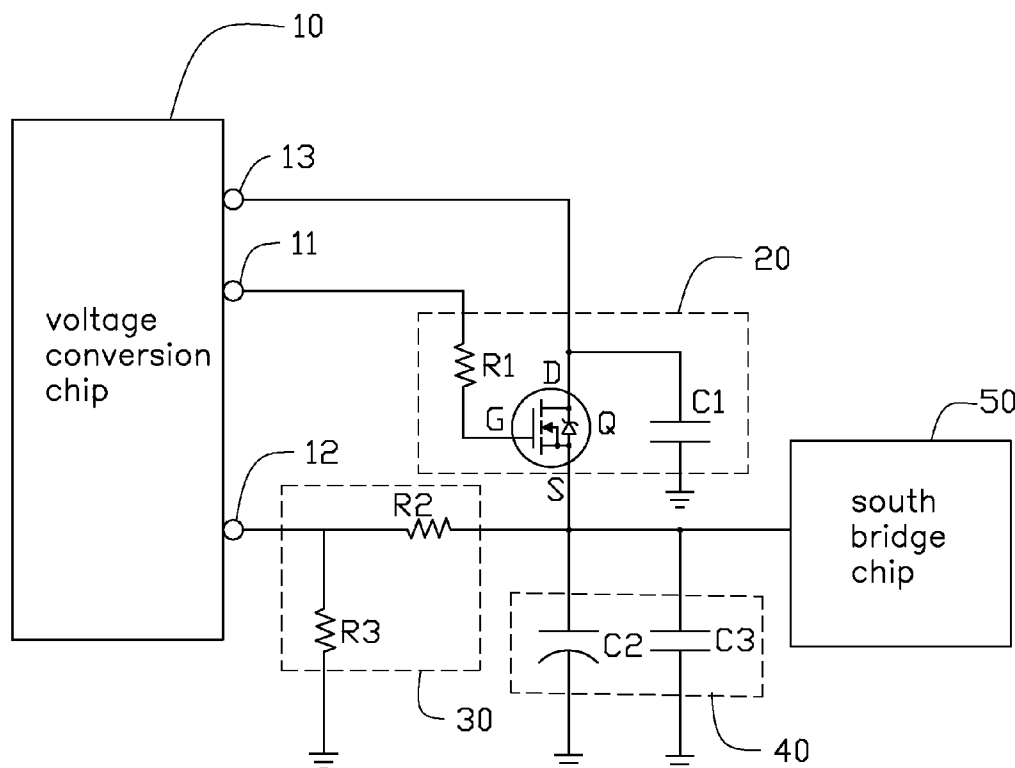 10
13
11
20
voltage
conversion
chip
R1
D
G
Q
C1
50
12
S
R2
south
bridge
chip
R3
C2
C3
30
40